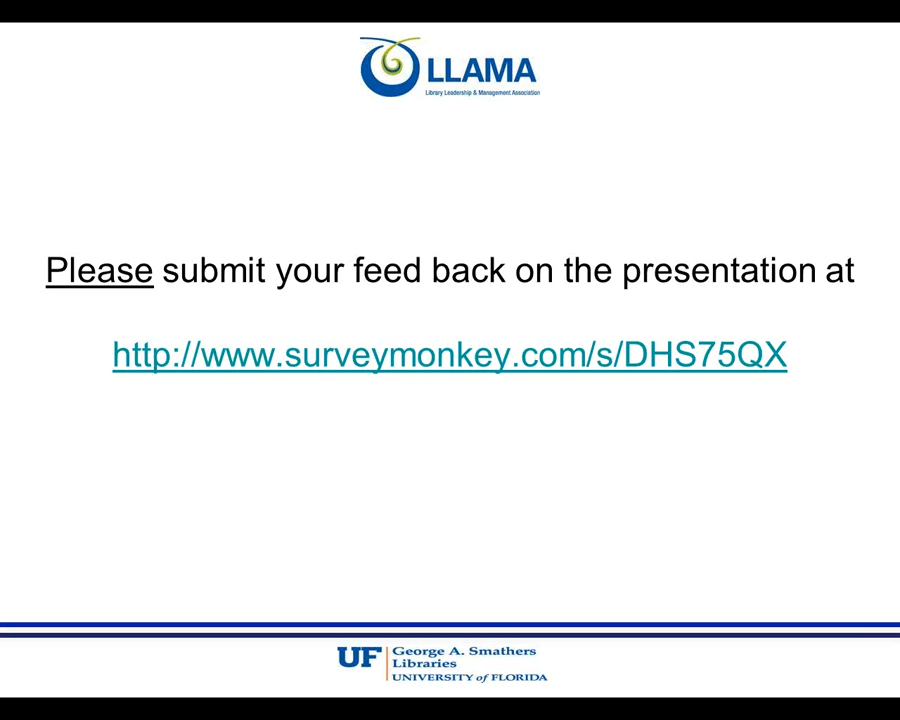 LLAMA
Library Leadership & Management Association
Please submit your feed back on the presentation at
http://www.surveymonkey.com/s/DHS75QX
UF George A. Smathers
Libraries
UNIVERSITY of FLORIDA